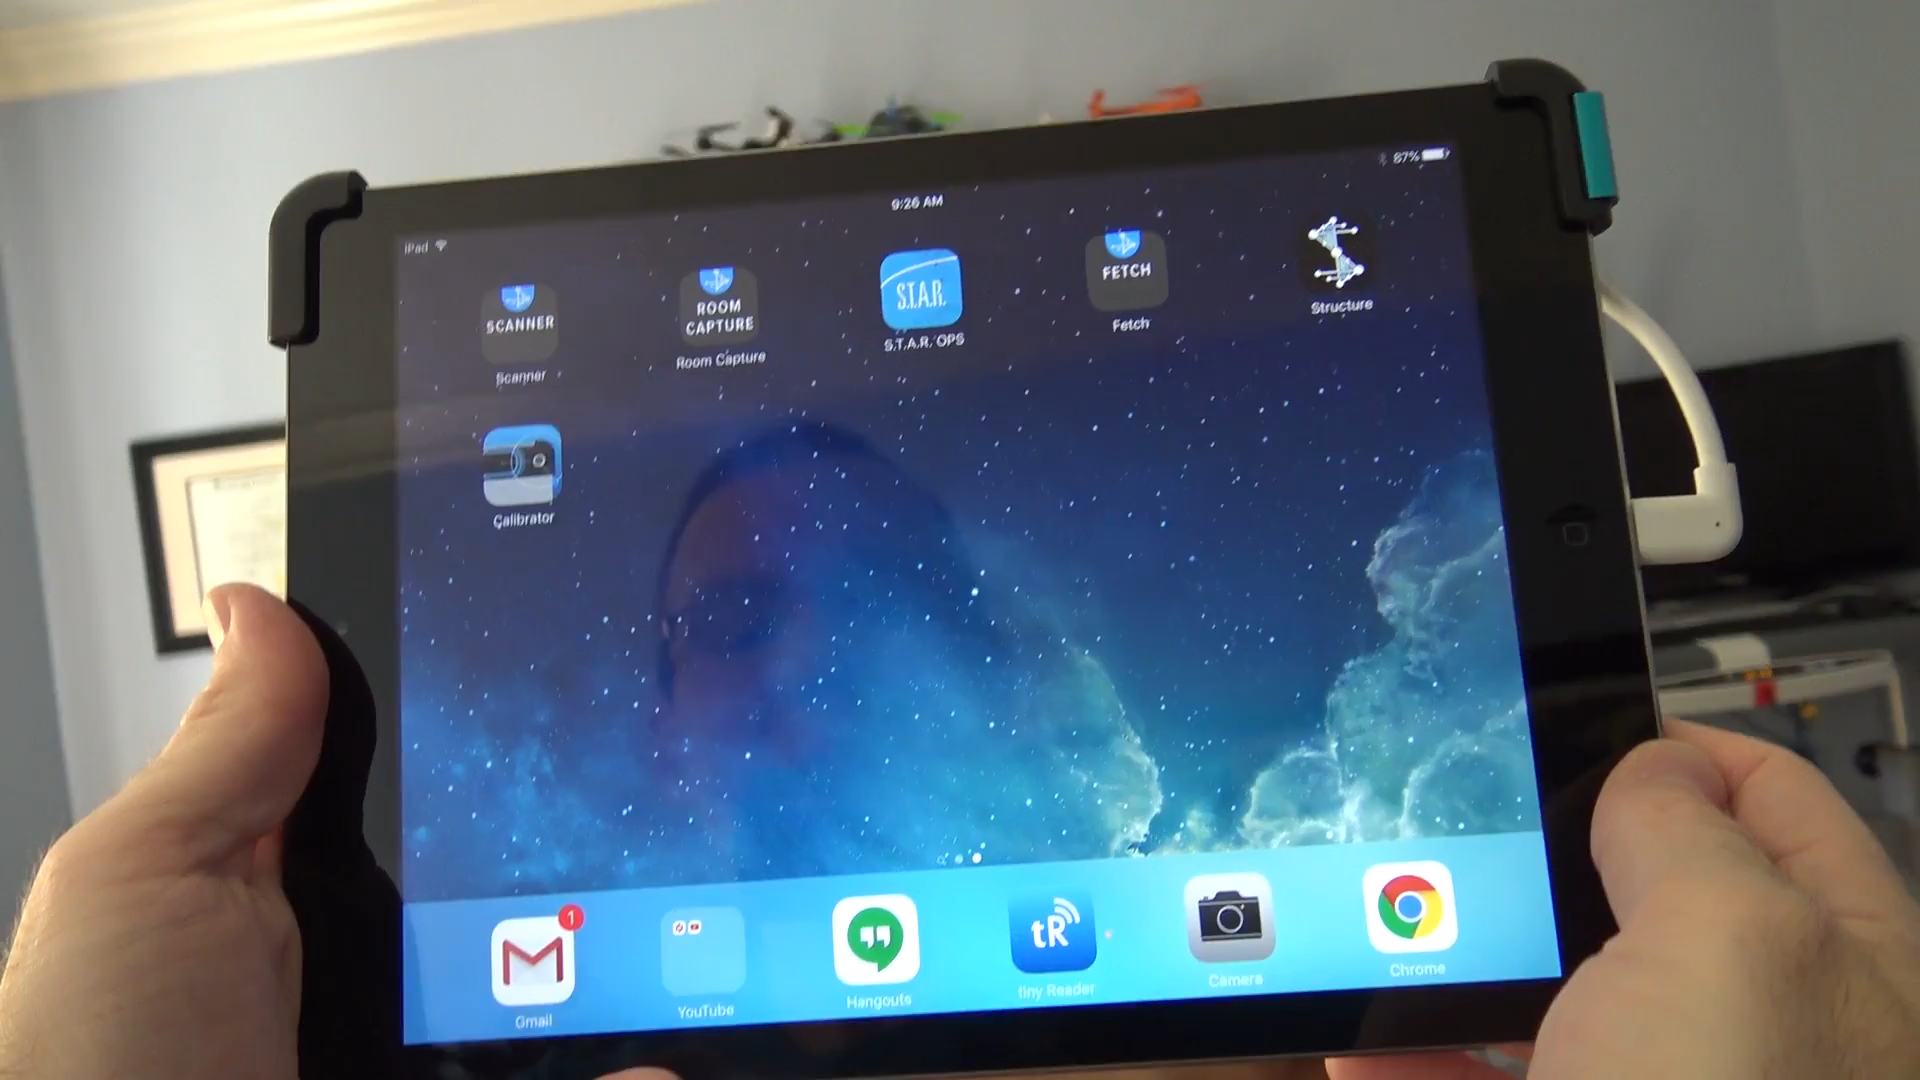 iPad
9:26 AM
87%
SCANNER
Scanner
ROOM
CAPTURE
Room Capture
S.T.A.R.
S.T.A.R. OPS
FETCH
Fetch
Structure
Calibrator
1
Gmail
YouTube
Hangouts
tR
tiny Reader
Camera
Chrome